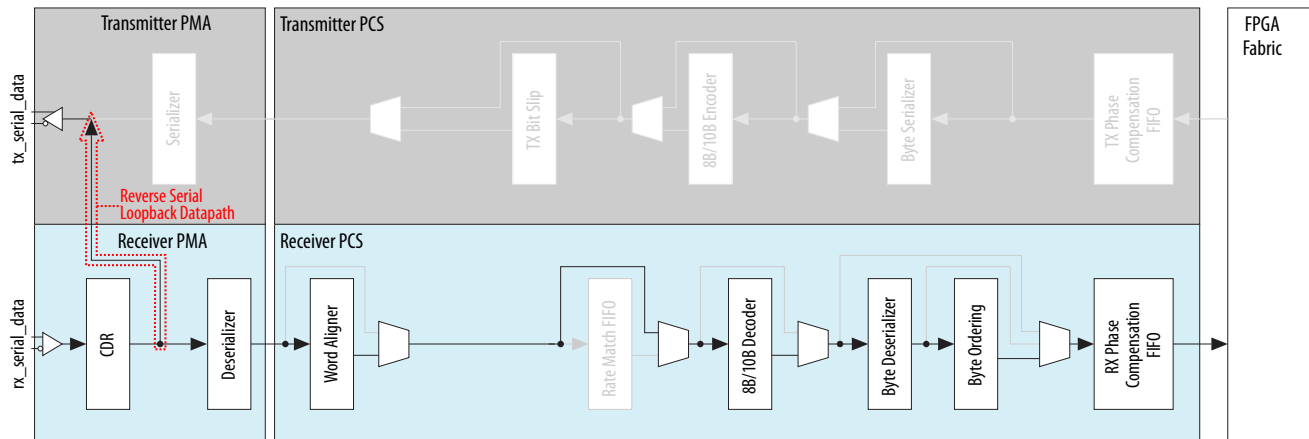 Transmitter PMA
Transmitter PCS
FPGA
Fabric
tx_serial_data
Serializer
TX Bit Slip
8B/10B Encoder
Byte Serializer
TX Phase
Compensation
FIFO
Reverse Serial
Loopback Datapath
Receiver PMA
Receiver PCS
rx_serial_data
CDR
Deserializer
Word Aligner
Rate Match FIFO
8B/10B Decoder
Byte Deserializer
Byte Ordering
RX Phase
Compensation
FIFO